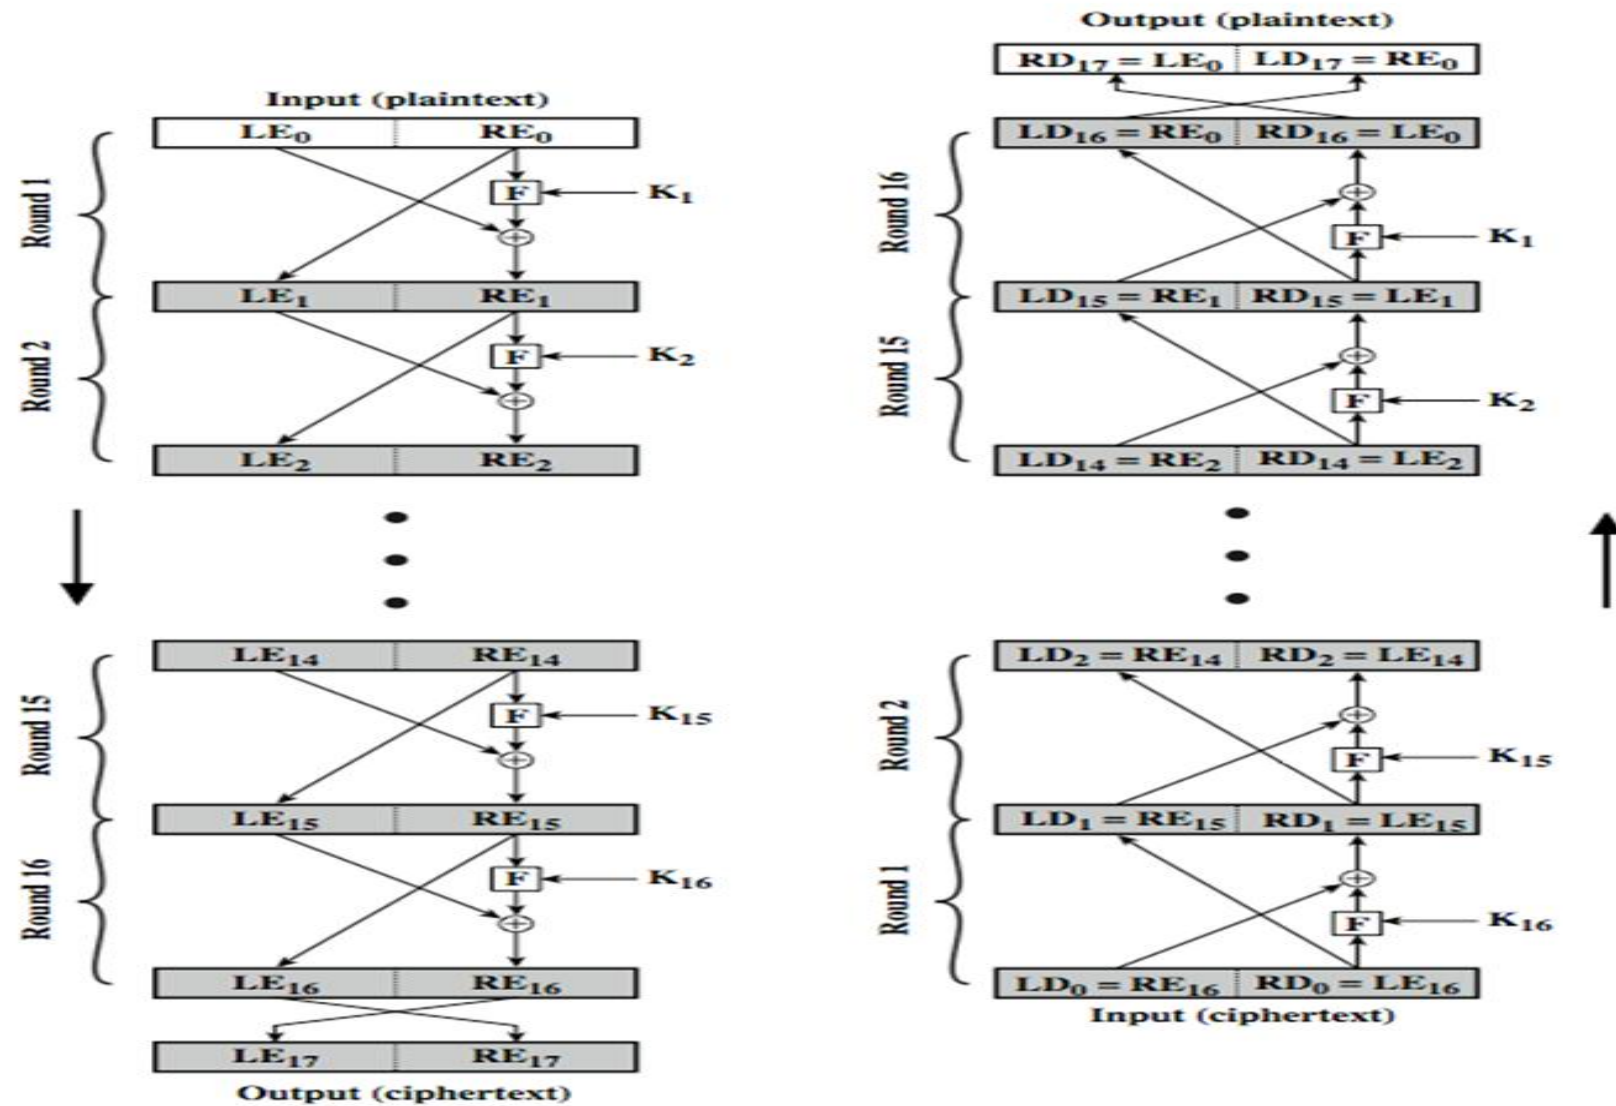 Input (plaintext)
LE₀ RE₀
Round 1
F K₁
LE₁ RE₁
Round 2
F K₂
LE₂ RE₂
LE₁₄ RE₁₄
Round 15
F K₁₅
LE₁₅ RE₁₅
Round 16
F K₁₆
LE₁₆ RE₁₆
LE₁₇ RE₁₇
Output (ciphertext)
Output (plaintext)
RD₁₇ = LE₀ LD₁₇ = RE₀
LD₁₆ = RE₀ RD₁₆ = LE₀
Round 16
F K₁
LD₁₅ = RE₁ RD₁₅ = LE₁
Round 15
F K₂
LD₁₄ = RE₂ RD₁₄ = LE₂
LD₂ = RE₁₄ RD₂ = LE₁₄
Round 2
F K₁₅
LD₁ = RE₁₅ RD₁ = LE₁₅
Round 1
F K₁₆
LD₀ = RE₁₆ RD₀ = LE₁₆
Input (ciphertext)